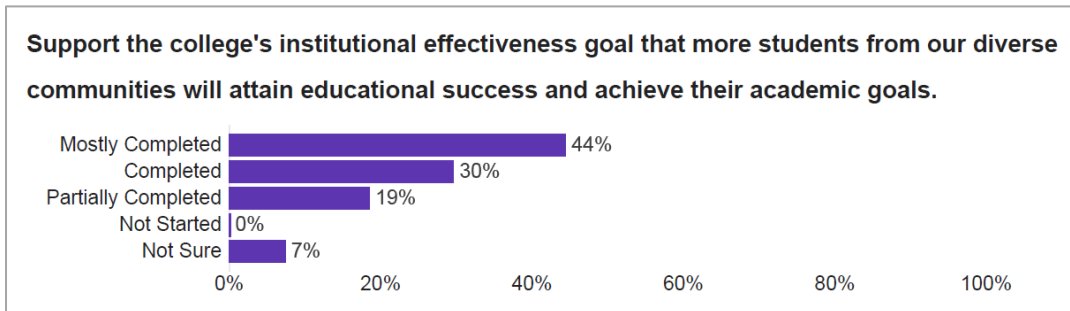 Support the college's institutional effectiveness goal that more students from our diverse
communities will attain educational success and achieve their academic goals.
Mostly Completed 44%
Completed 30%
Partially Completed 19%
Not Started 0%
Not Sure 7%
0% 20% 40% 60% 80% 100%